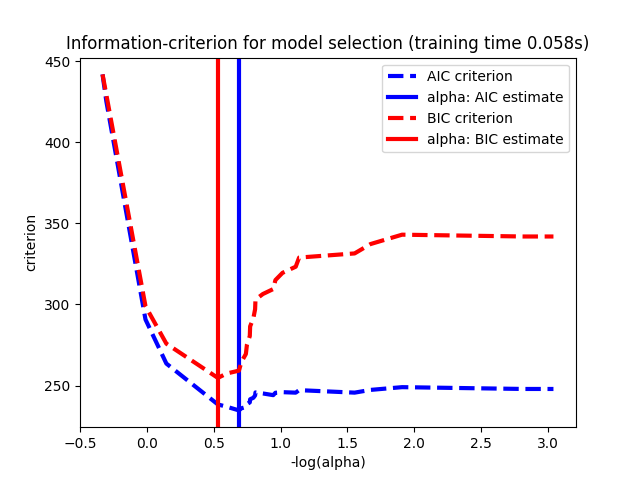 Information-criterion for model selection (training time 0.058s)
450
400
350
300
250
criterion
AIC criterion
alpha: AIC estimate
BIC criterion
alpha: BIC estimate
−0.5 0.0 0.5 1.0 1.5 2.0 2.5 3.0
-log(alpha)